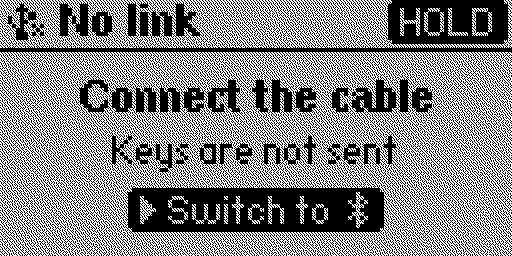 No link
HOLD
Connect the cable
Keys are not sent
Switch to